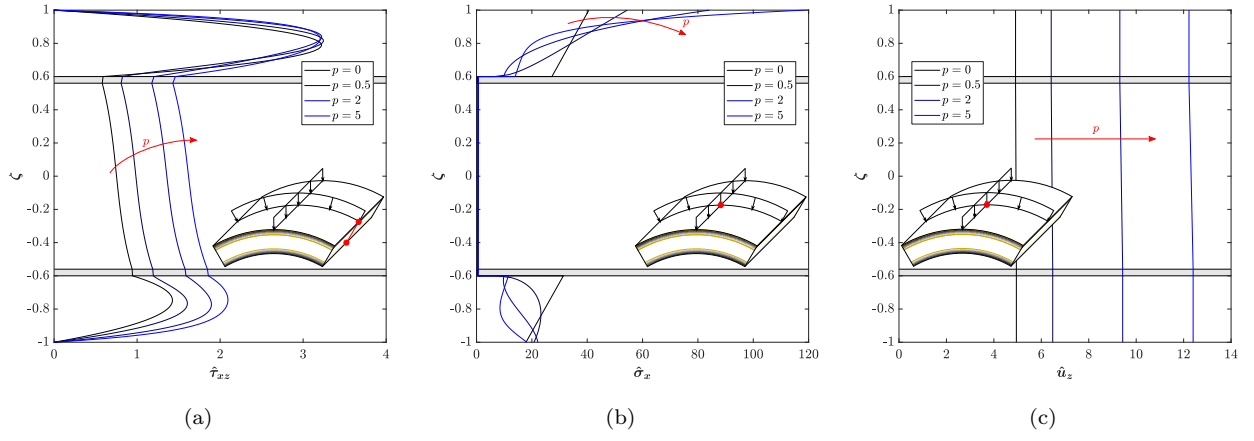 1
0.8
0.6
0.4
0.2
0
-0.2
-0.4
-0.6
-0.8
-1
ζ
0
1
2
3
4
τ̂xz
p = 0
p = 0.5
p = 2
p = 5
p
(a)
1
0.8
0.6
0.4
0.2
0
-0.2
-0.4
-0.6
-0.8
-1
ζ
0
20
40
60
80
100
120
σ̂x
p = 0
p = 0.5
p = 2
p = 5
p
(b)
1
0.8
0.6
0.4
0.2
0
-0.2
-0.4
-0.6
-0.8
-1
ζ
0
2
4
6
8
10
12
14
ûz
p = 0
p = 0.5
p = 2
p = 5
p
(c)